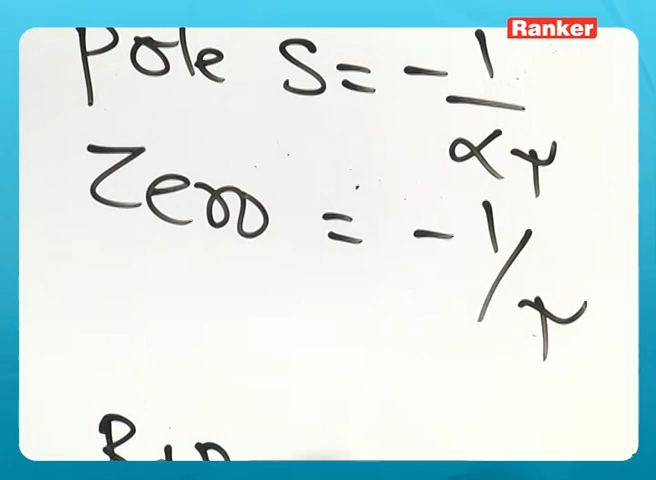 Ranker
Pole S = - 1/ατ
Zero = - 1/τ